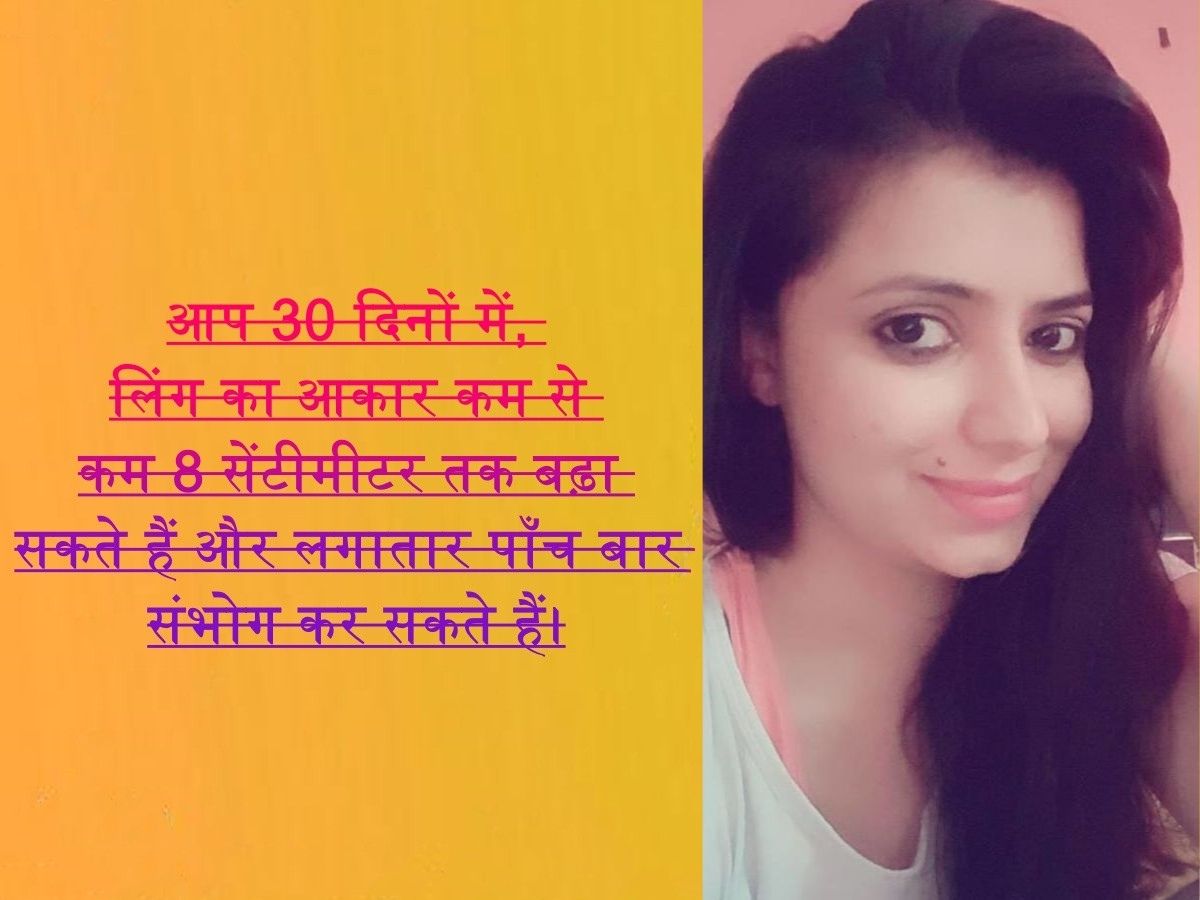 आप 30 दिनों में,
लिंग का आकार कम से
कम 8 सेंटीमीटर तक बढ़ा
सकते हैं और लगातार पाँच बार
संभोग कर सकते हैं।